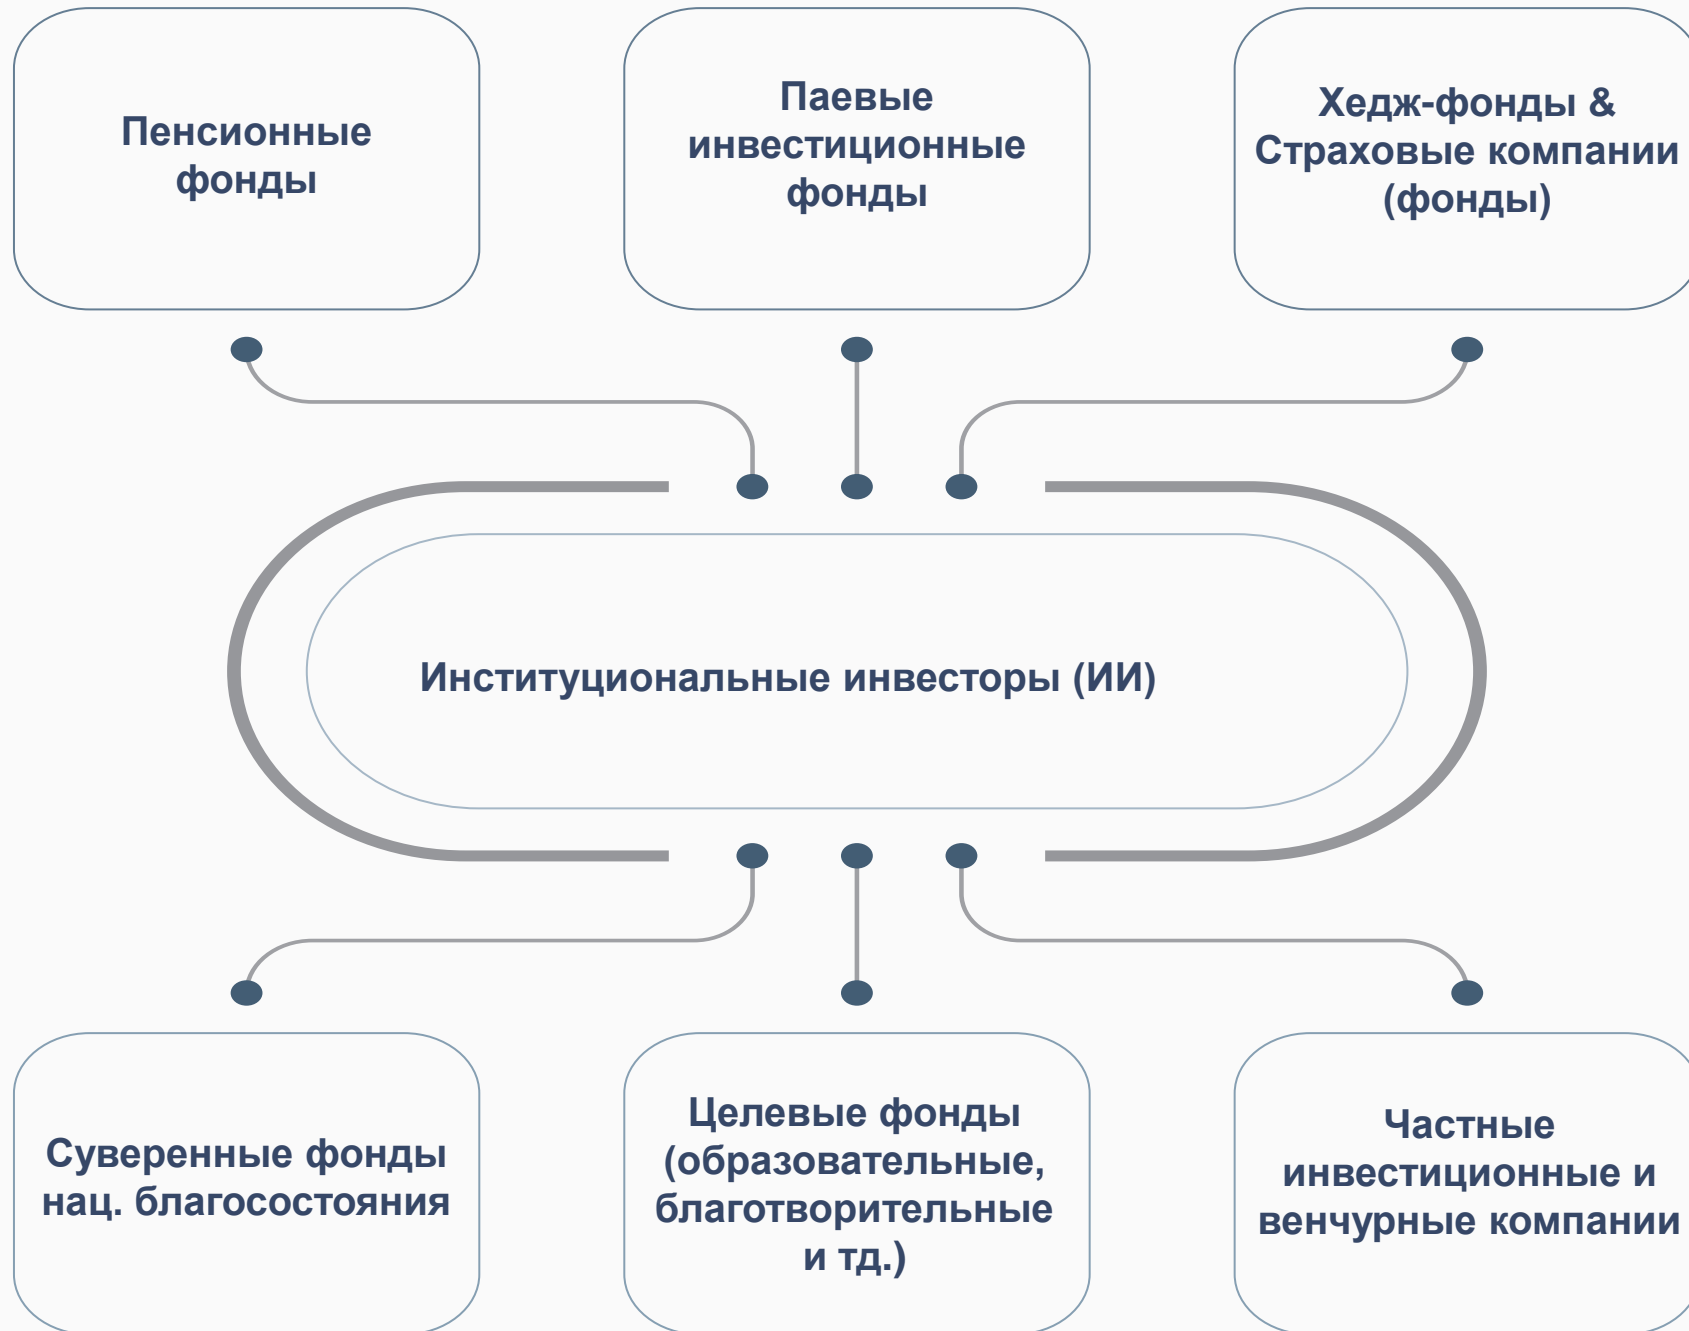 Пенсионные
фонды
Паевые
инвестиционные
фонды
Хедж-фонды &
Страховые компании
(фонды)
Институциональные инвесторы (ИИ)
Суверенные фонды
нац. благосостояния
Целевые фонды
(образовательные,
благотворительные
и тд.)
Частные
инвестиционные и
венчурные компании